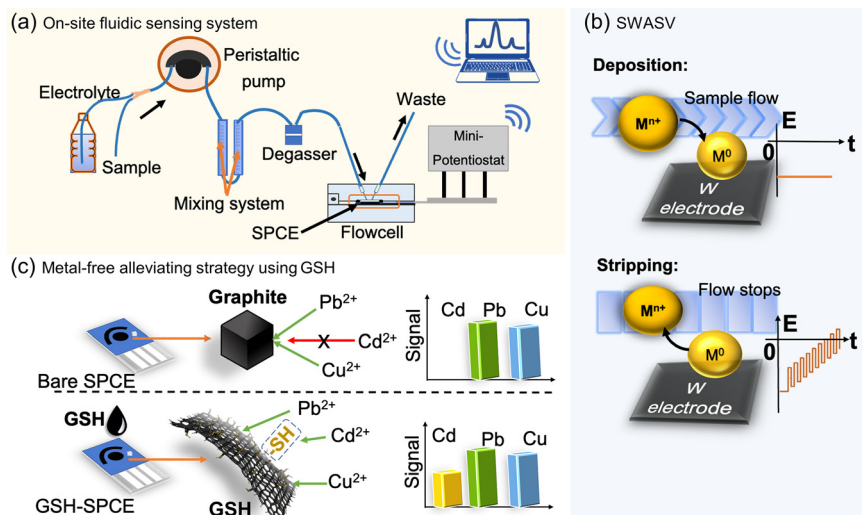 (a) On-site fluidic sensing system
Peristaltic
pump
Electrolyte
Sample
Mixing system
Degasser
Waste
Mini-
Potentiostat
SPCE
Flowcell
(b) SWASV
Deposition:
Sample flow
Mⁿ⁺
M⁰
W
electrode
E
0
t
Stripping:
Flow stops
Mⁿ⁺
M⁰
W
electrode
E
0
t
(c) Metal-free alleviating strategy using GSH
Graphite
Pb²⁺
X
Cd²⁺
Cu²⁺
Bare SPCE
Signal
Cd Pb Cu
GSH
Pb²⁺
-SH
Cd²⁺
Cu²⁺
GSH-SPCE
GSH
Signal
Cd Pb Cu